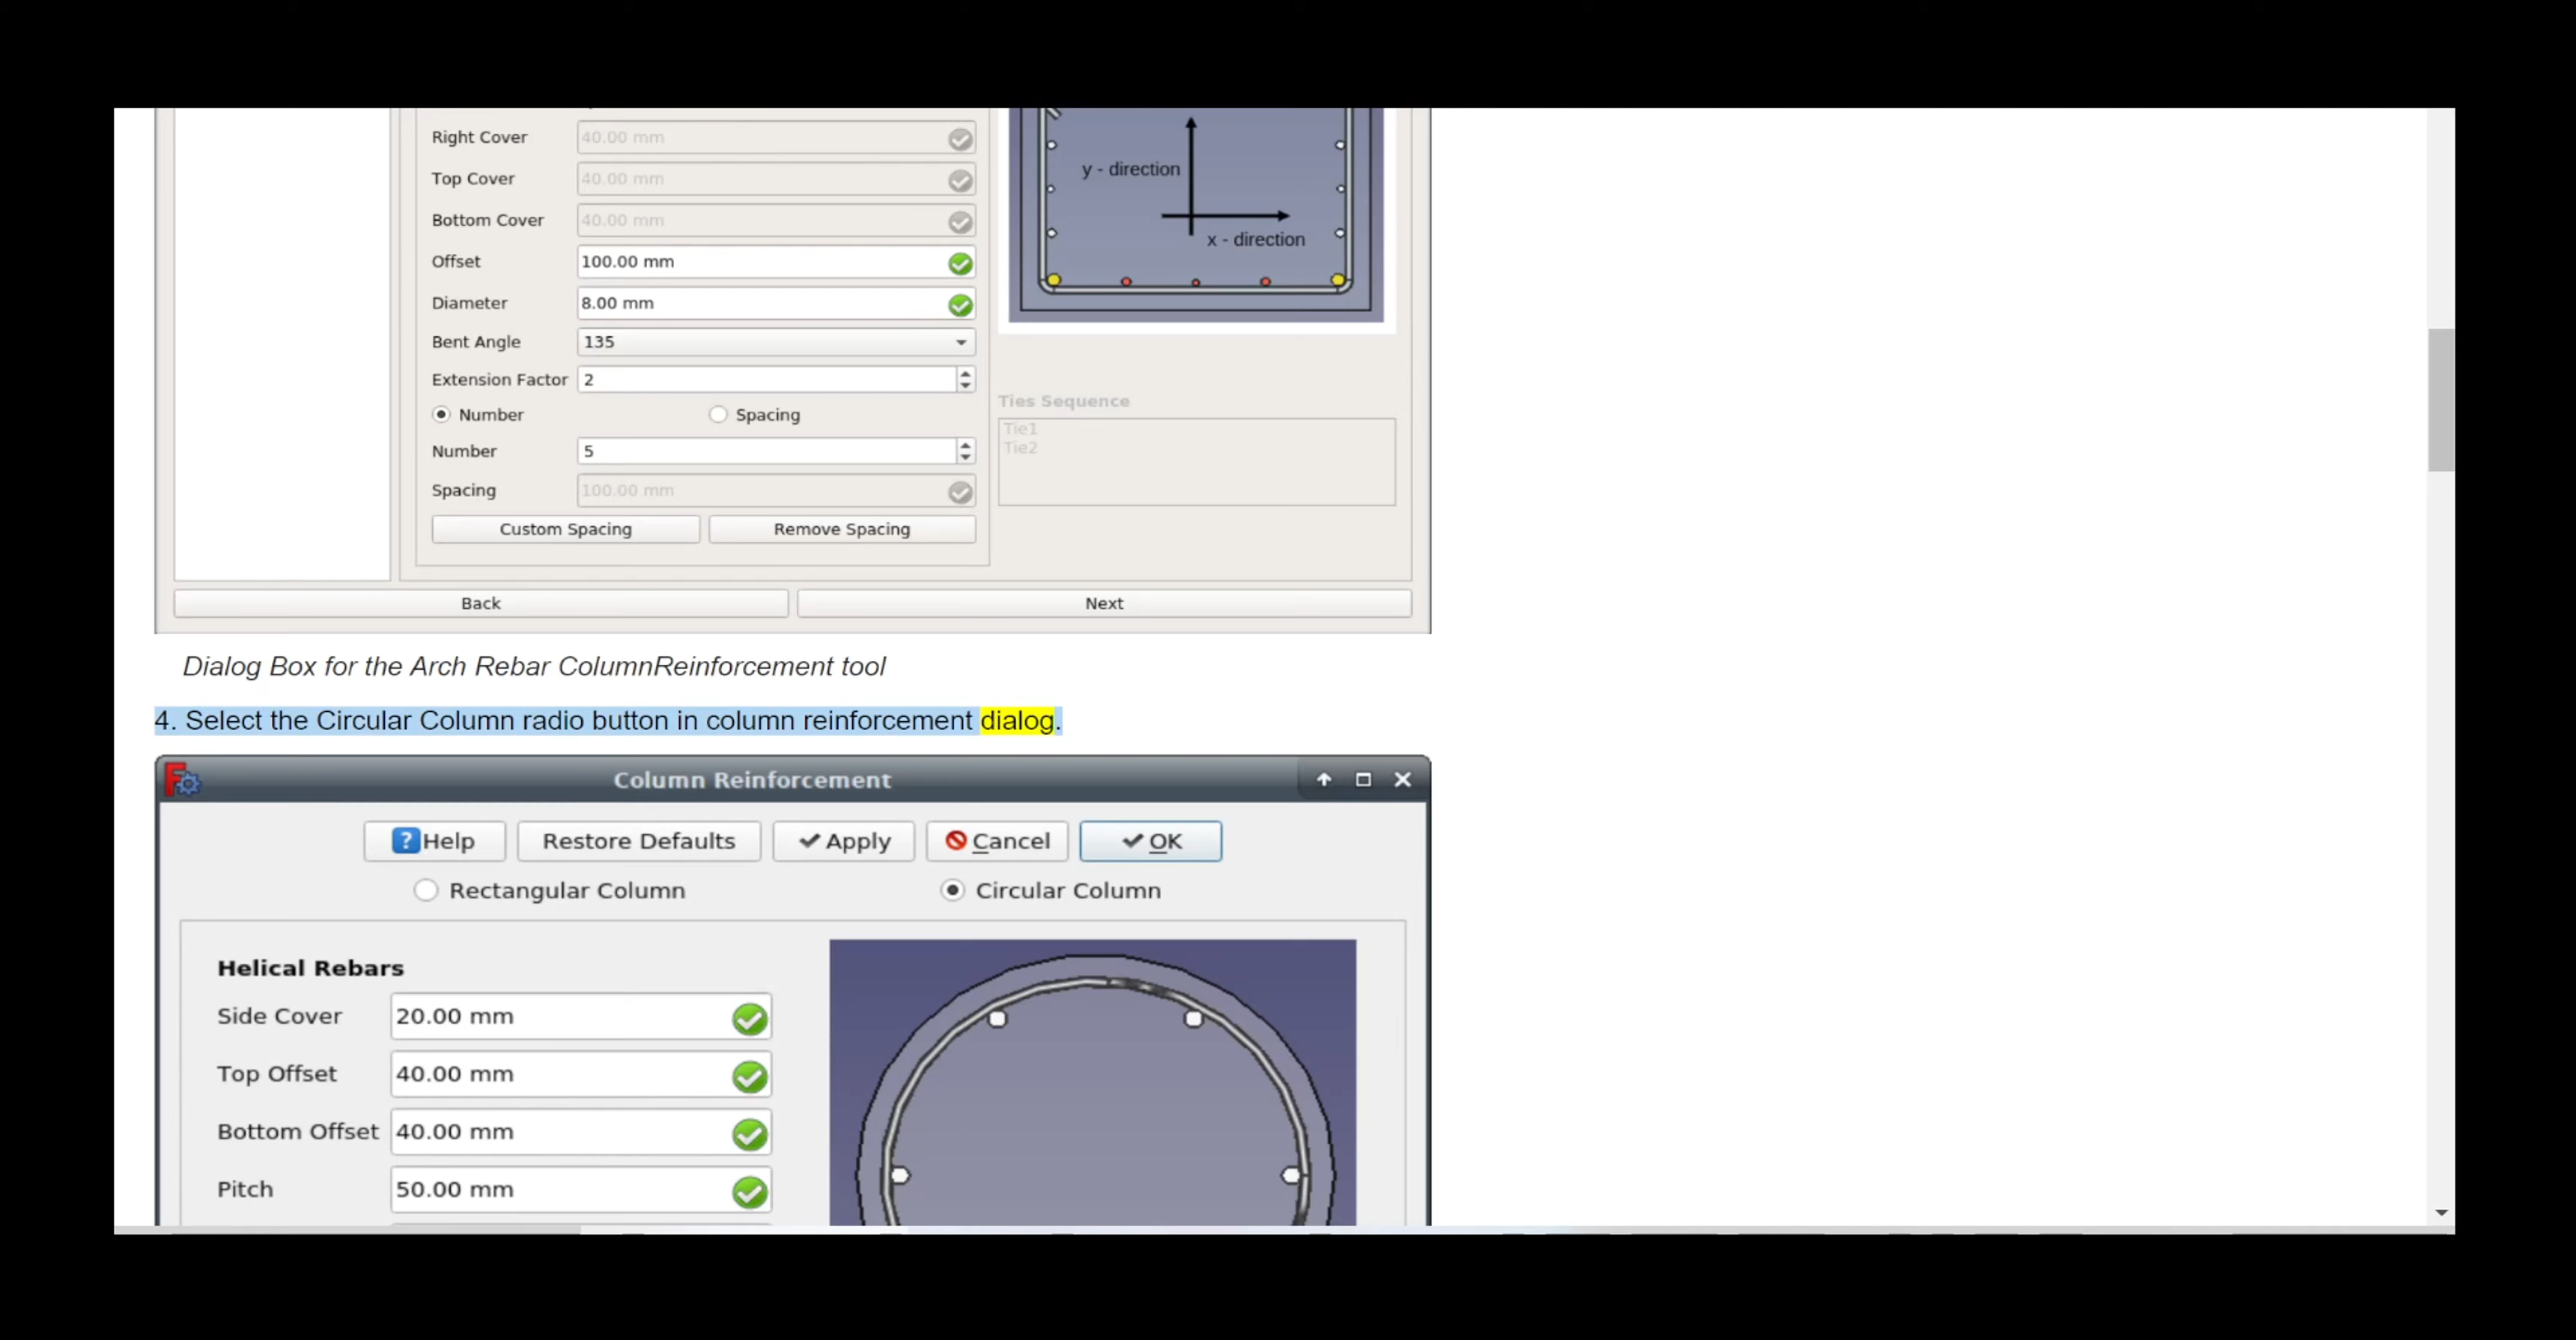 Right Cover 40.00 mm
Top Cover 40.00 mm
Bottom Cover 40.00 mm
Offset 100.00 mm
Diameter 8.00 mm
Bent Angle 135
Extension Factor 2
Number Spacing
Number 5
Spacing 100.00 mm
Custom Spacing Remove Spacing
y - direction
x - direction
Ties Sequence
Tie1
Tie2
Back Next
Dialog Box for the Arch Rebar ColumnReinforcement tool
4. Select the Circular Column radio button in column reinforcement dialog.
Column Reinforcement
Help Restore Defaults Apply Cancel OK
Rectangular Column Circular Column
Helical Rebars
Side Cover 20.00 mm
Top Offset 40.00 mm
Bottom Offset 40.00 mm
Pitch 50.00 mm